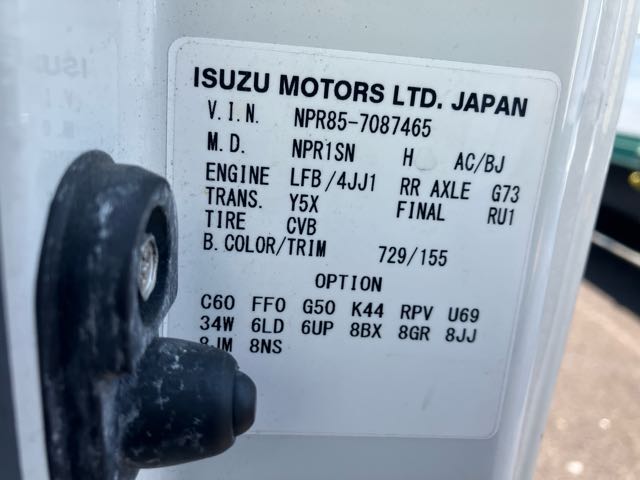 ISUZU MOTORS LTD. JAPAN
V.I.N. NPR85-7087465
M.D. NPR1SN H AC/BJ
ENGINE LFB/4JJ1 RR AXLE G73
TRANS. Y5X FINAL RU1
TIRE CVB
B.COLOR/TRIM 729/155
OPTION
C60 FF0 G50 K44 RPV U69
34W 6LD 6UP 8BX 8GR 8JJ
8JM 8NS